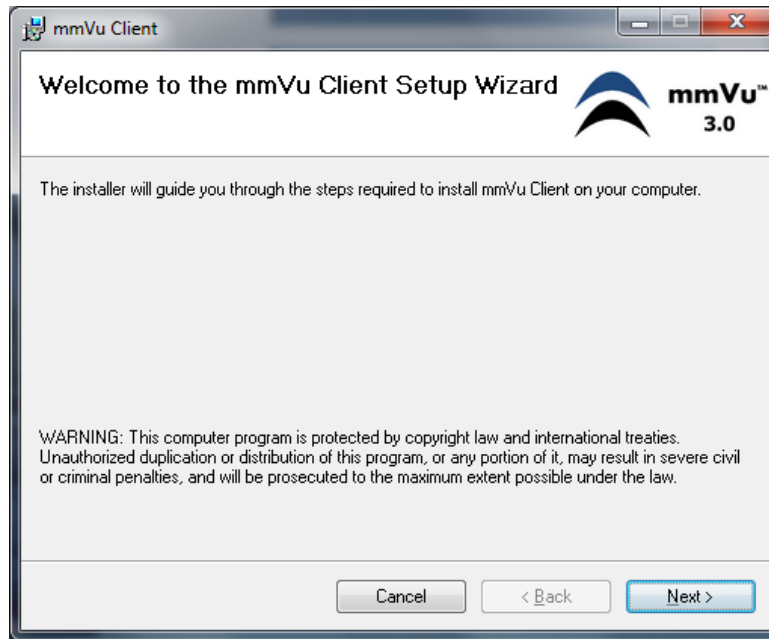 mmVu Client
Welcome to the mmVu Client Setup Wizard
mmVu™
3.0
The installer will guide you through the steps required to install mmVu Client on your computer.
WARNING: This computer program is protected by copyright law and international treaties.
Unauthorized duplication or distribution of this program, or any portion of it, may result in severe civil
or criminal penalties, and will be prosecuted to the maximum extent possible under the law.
Cancel < Back Next >